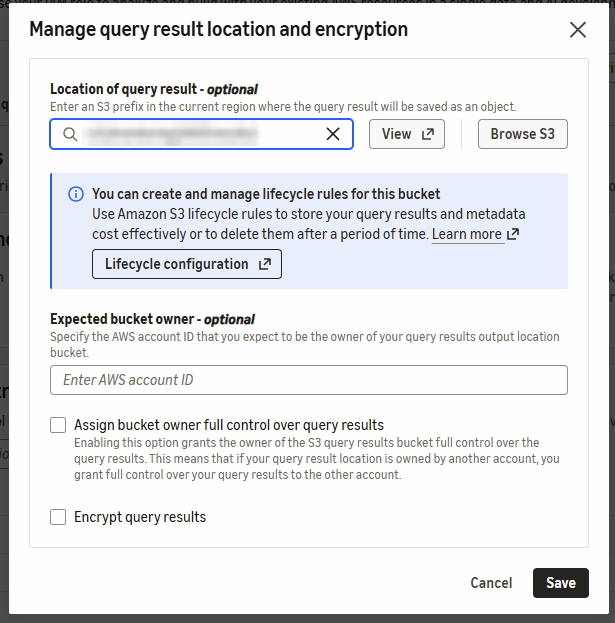 Manage query result location and encryption
Location of query result - optional
Enter an S3 prefix in the current region where the query result will be saved as an object.
View
Browse S3
You can create and manage lifecycle rules for this bucket
Use Amazon S3 lifecycle rules to store your query results and metadata
cost effectively or to delete them after a period of time. Learn more
Lifecycle configuration
Expected bucket owner - optional
Specify the AWS account ID that you expect to be the owner of your query results output location
bucket.
Enter AWS account ID
Assign bucket owner full control over query results
Enabling this option grants the owner of the S3 query results bucket full control over the
query results. This means that if your query result location is owned by another account, you
grant full control over your query results to the other account.
Encrypt query results
Cancel
Save